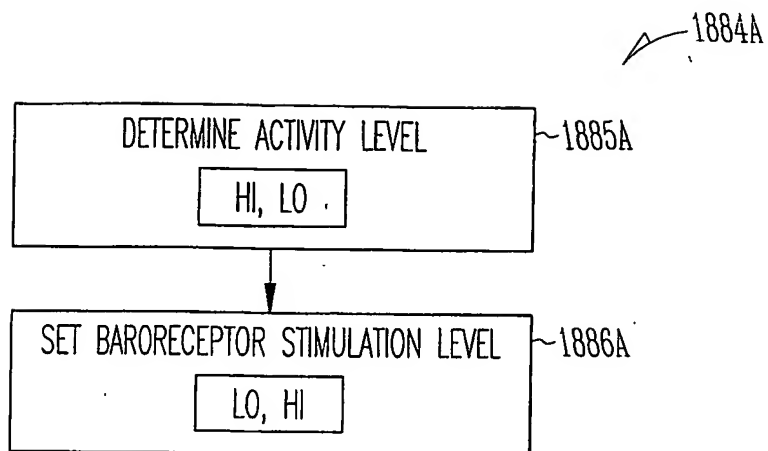 1884A
DETERMINE ACTIVITY LEVEL
1885A
HI, LO
SET BARORECEPTOR STIMULATION LEVEL
1886A
LO, HI